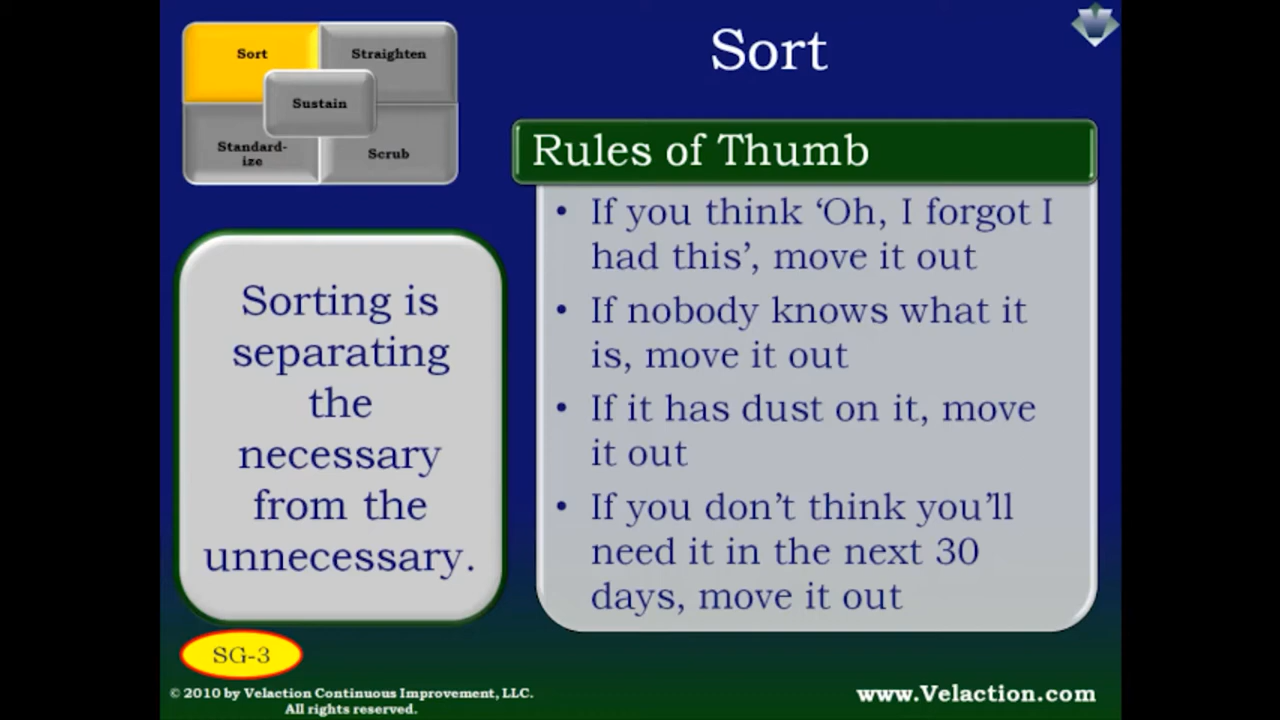 Sort
Straighten
Sustain
Standard-
ize
Scrub
Sort
Rules of Thumb
Sorting is
separating
the
necessary
from the
unnecessary.
• If you think ‘Oh, I forgot I
had this’, move it out
• If nobody knows what it
is, move it out
• If it has dust on it, move
it out
• If you don’t think you’ll
need it in the next 30
days, move it out
SG-3
© 2010 by Velaction Continuous Improvement, LLC.
All rights reserved.
www.Velaction.com